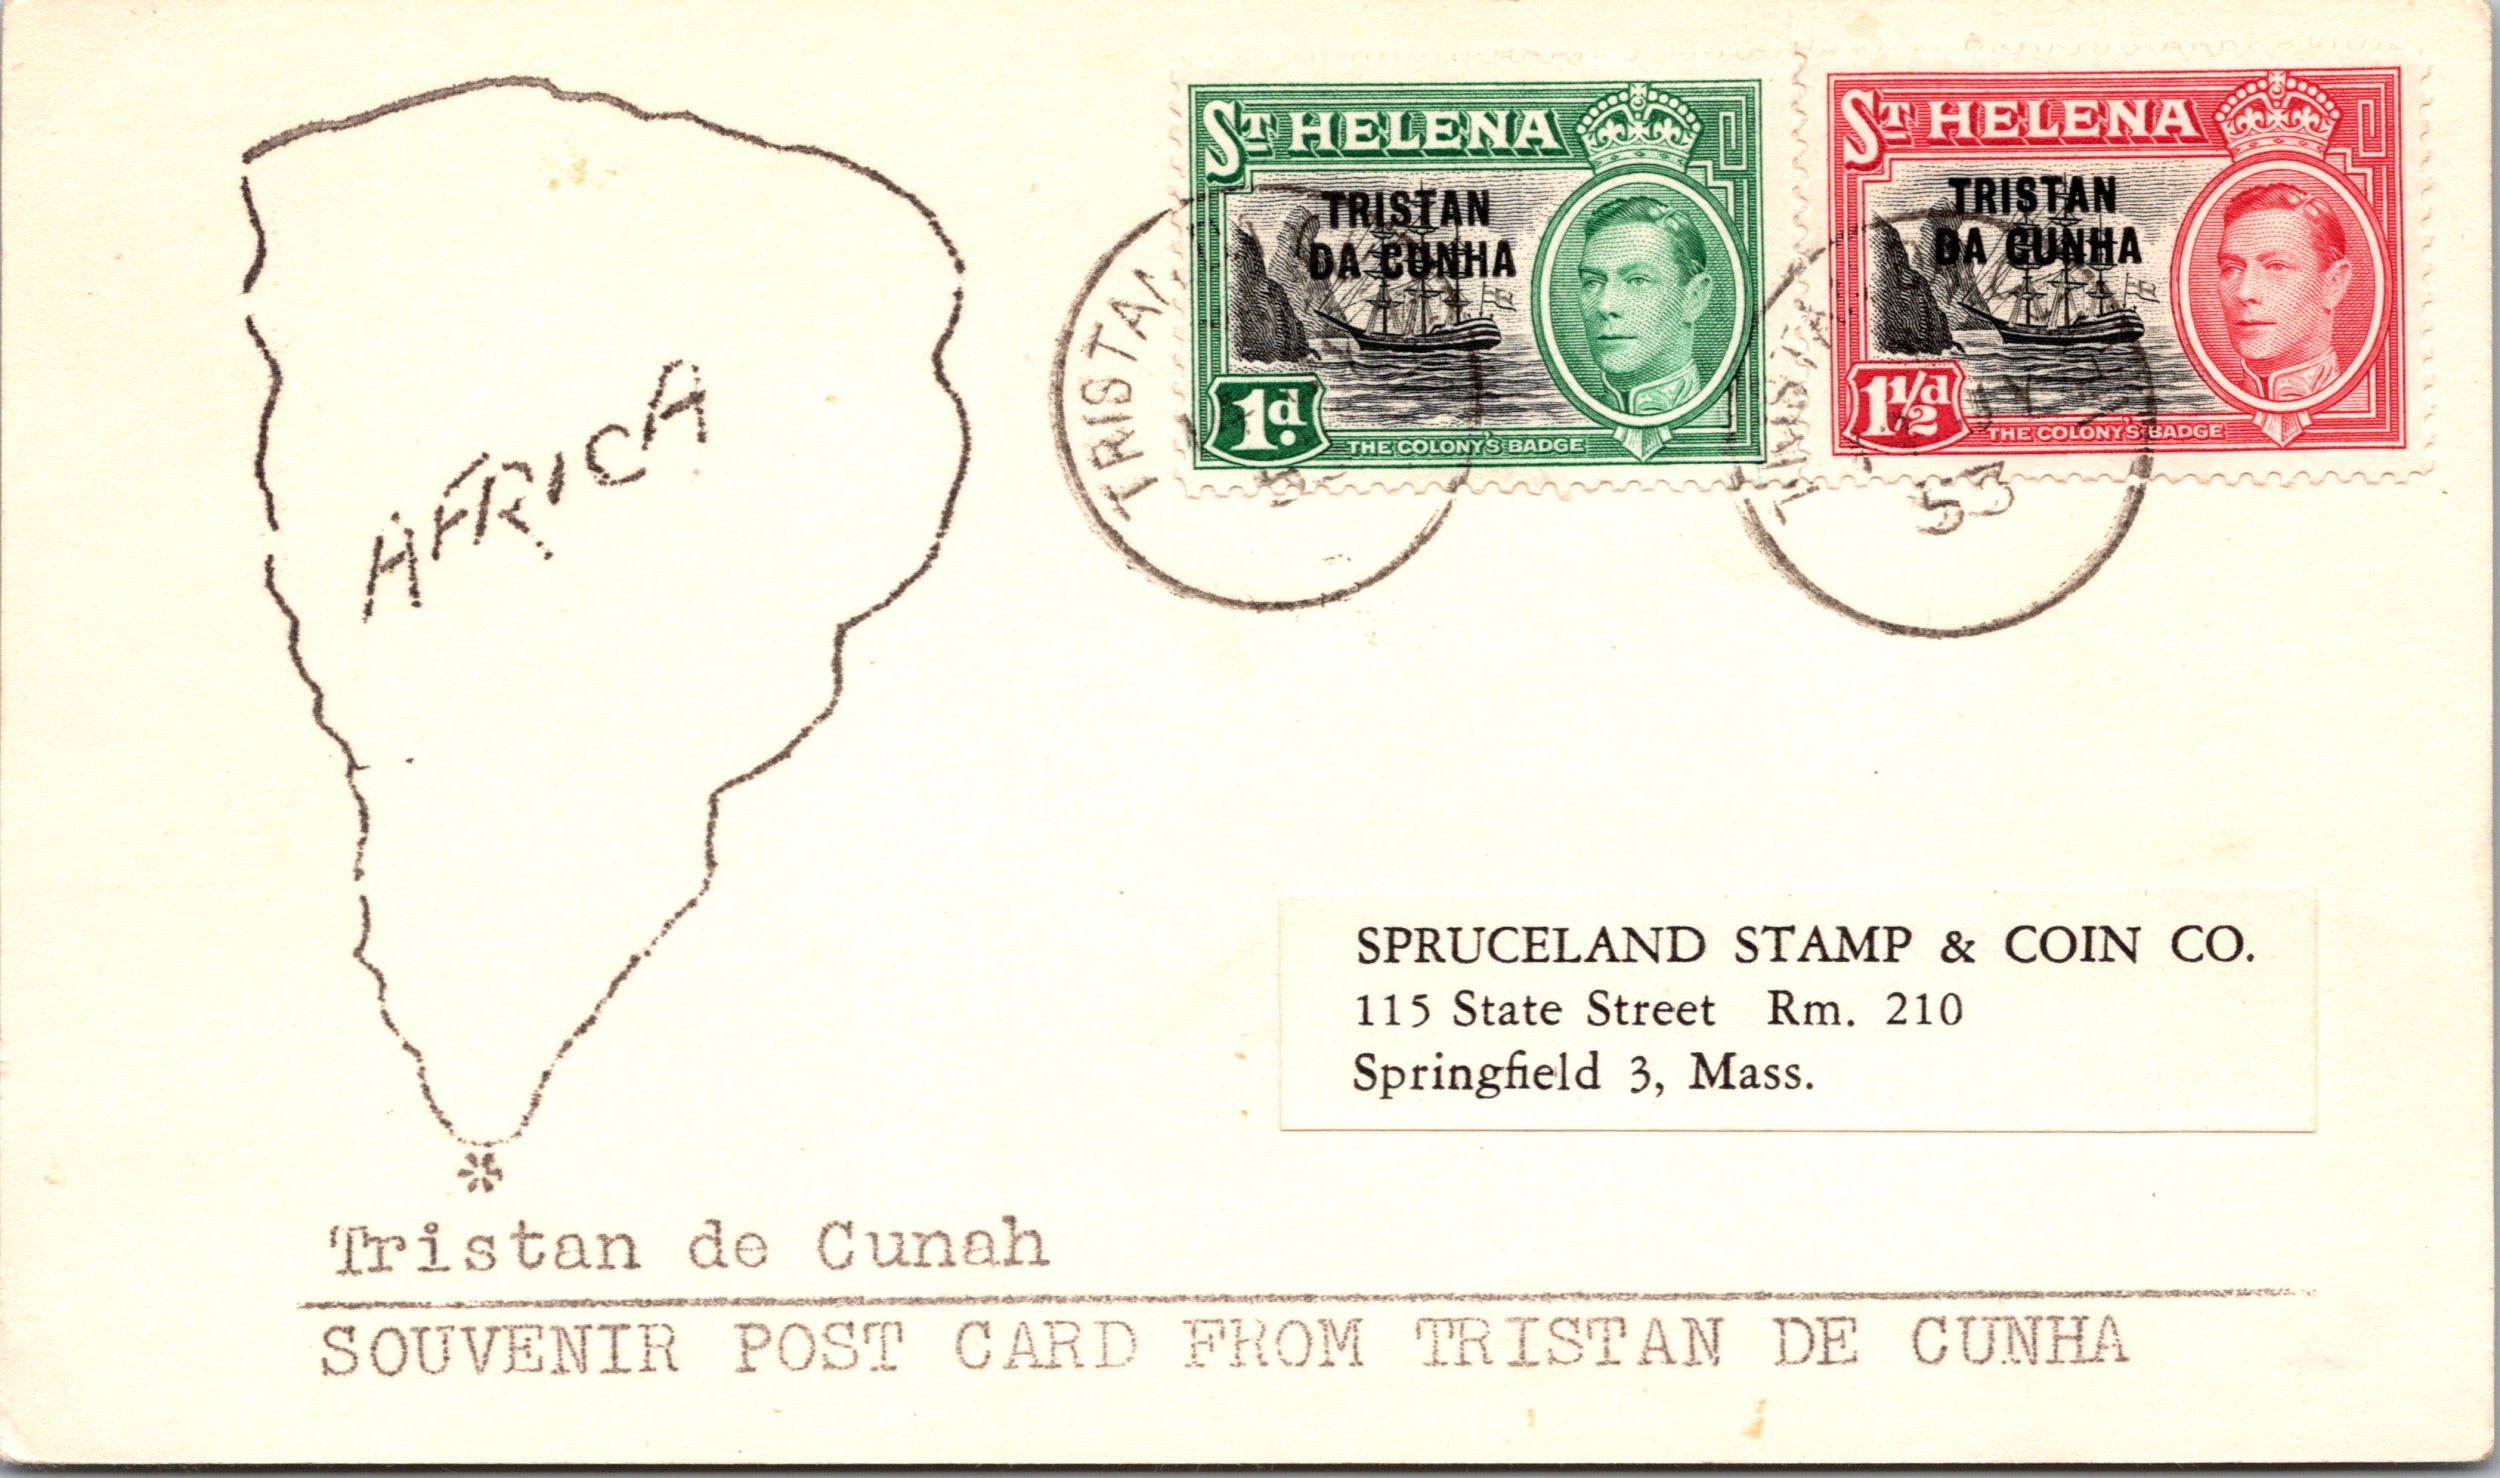 ST HELENA
TRISTAN
DA CUNHA
1d.
THE COLONY'S BADGE
ST HELENA
TRISTAN
DA CUNHA
1½d
THE COLONY'S BADGE
TRISTAN
53
AFRICA
SPRUCELAND STAMP & COIN CO.
115 State Street Rm. 210
Springfield 3, Mass.
*
Tristan de Cunah
SOUVENIR POST CARD FROM TRISTAN DE CUNHA